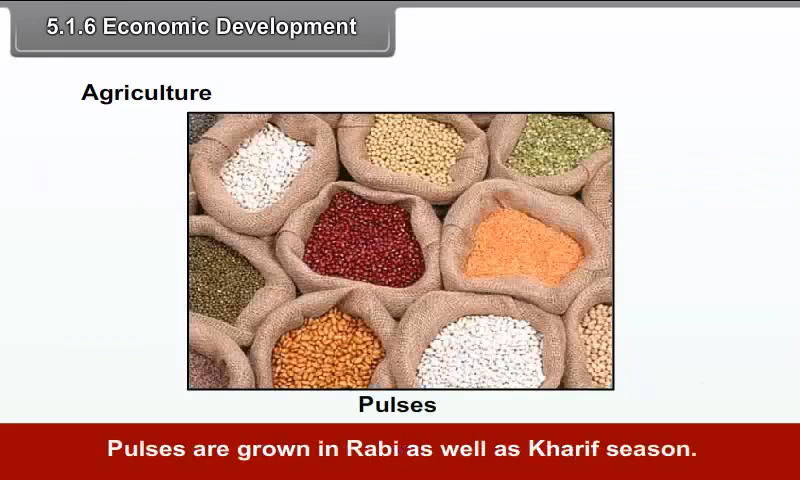 5.1.6 Economic Development
Agriculture
Pulses
Pulses are grown in Rabi as well as Kharif season.